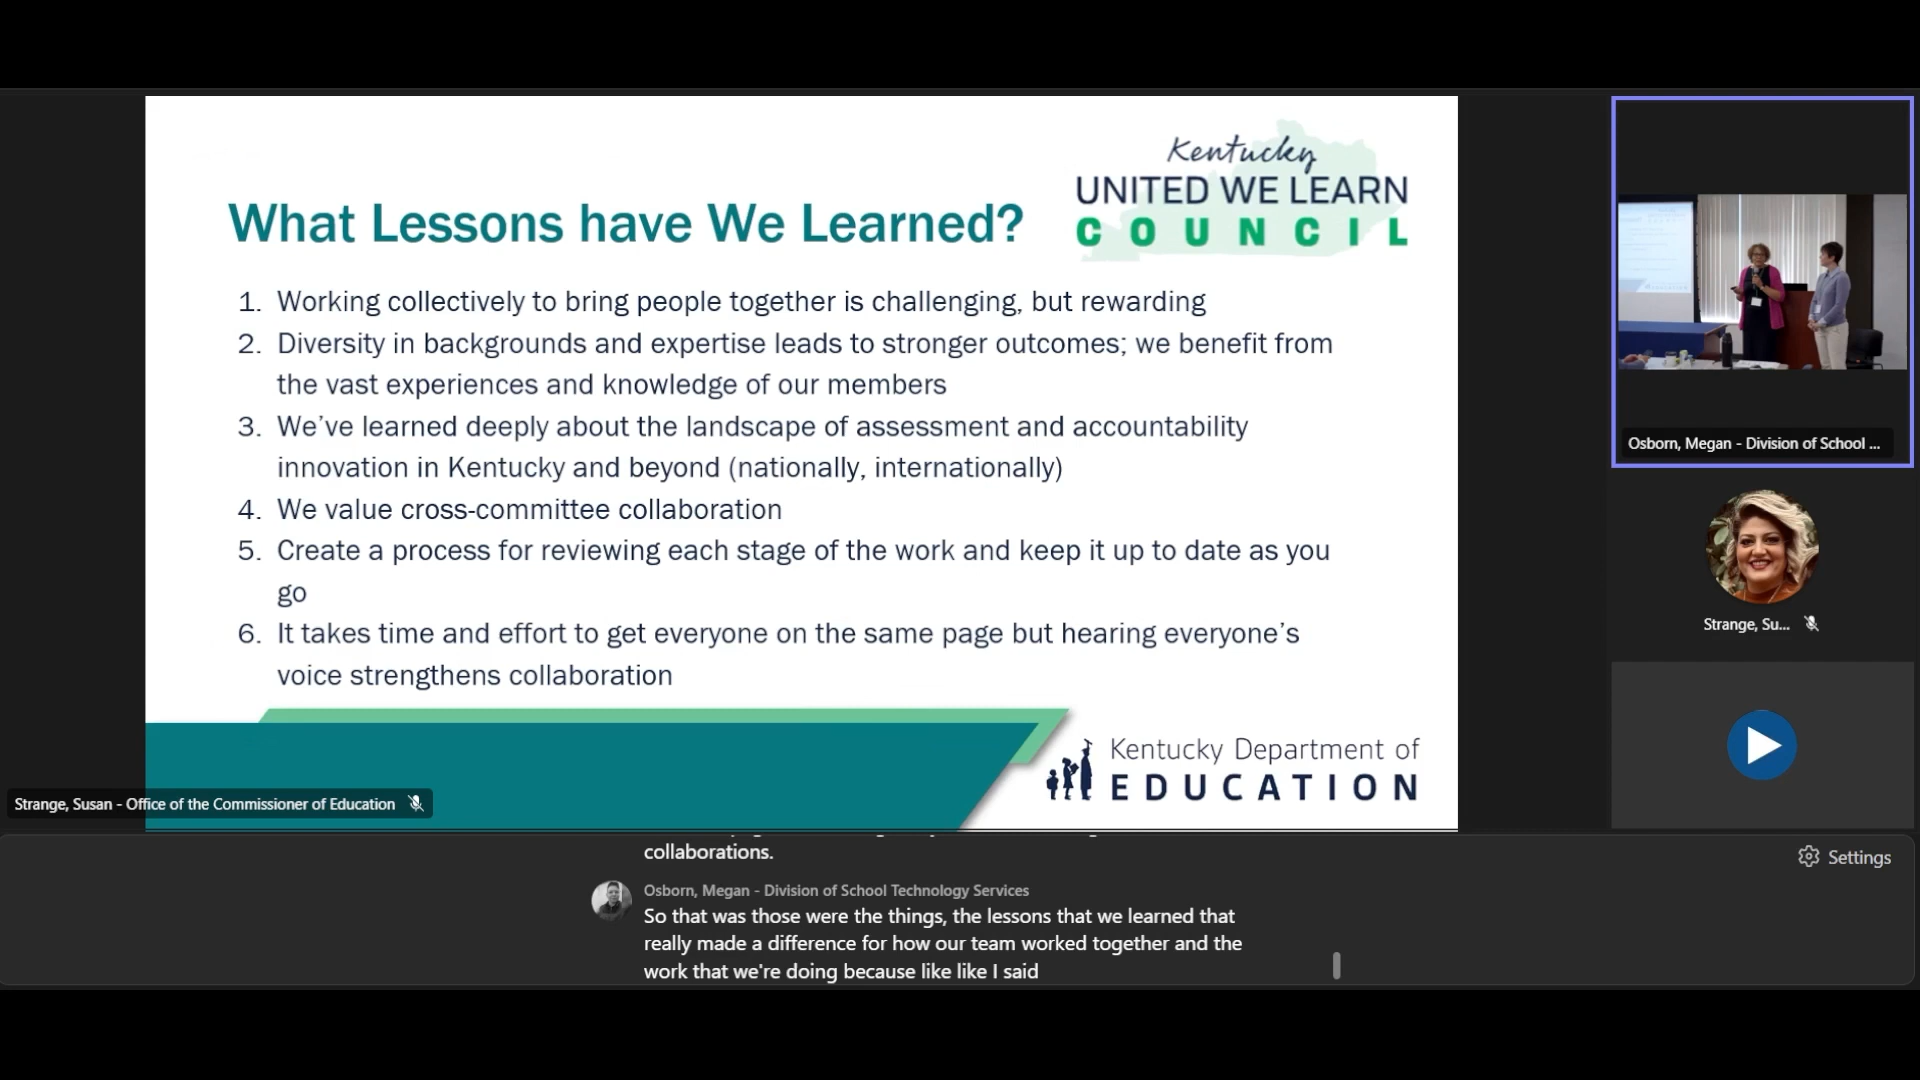 Kentucky
UNITED WE LEARN
COUNCIL
What Lessons have We Learned?
1. Working collectively to bring people together is challenging, but rewarding
2. Diversity in backgrounds and expertise leads to stronger outcomes; we benefit from
the vast experiences and knowledge of our members
3. We’ve learned deeply about the landscape of assessment and accountability
innovation in Kentucky and beyond (nationally, internationally)
4. We value cross-committee collaboration
5. Create a process for reviewing each stage of the work and keep it up to date as you
go
6. It takes time and effort to get everyone on the same page but hearing everyone’s
voice strengthens collaboration
Kentucky Department of
EDUCATION
Strange, Susan - Office of the Commissioner of Education
Osborn, Megan - Division of School ...
Strange, Su...
collaborations.
Settings
Osborn, Megan - Division of School Technology Services
So that was those were the things, the lessons that we learned that
really made a difference for how our team worked together and the
work that we're doing because like like I said